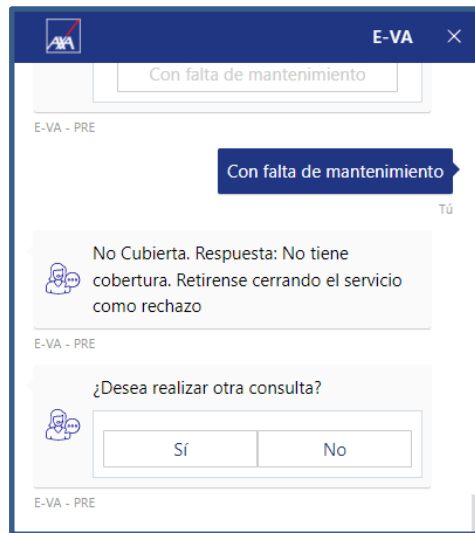 AXA
E-VA
Con falta de mantenimiento
E-VA - PRE
Con falta de mantenimiento
Tú
No Cubierta. Respuesta: No tiene
cobertura. Retirense cerrando el servicio
como rechazo
E-VA - PRE
¿Desea realizar otra consulta?
Sí
No
E-VA - PRE